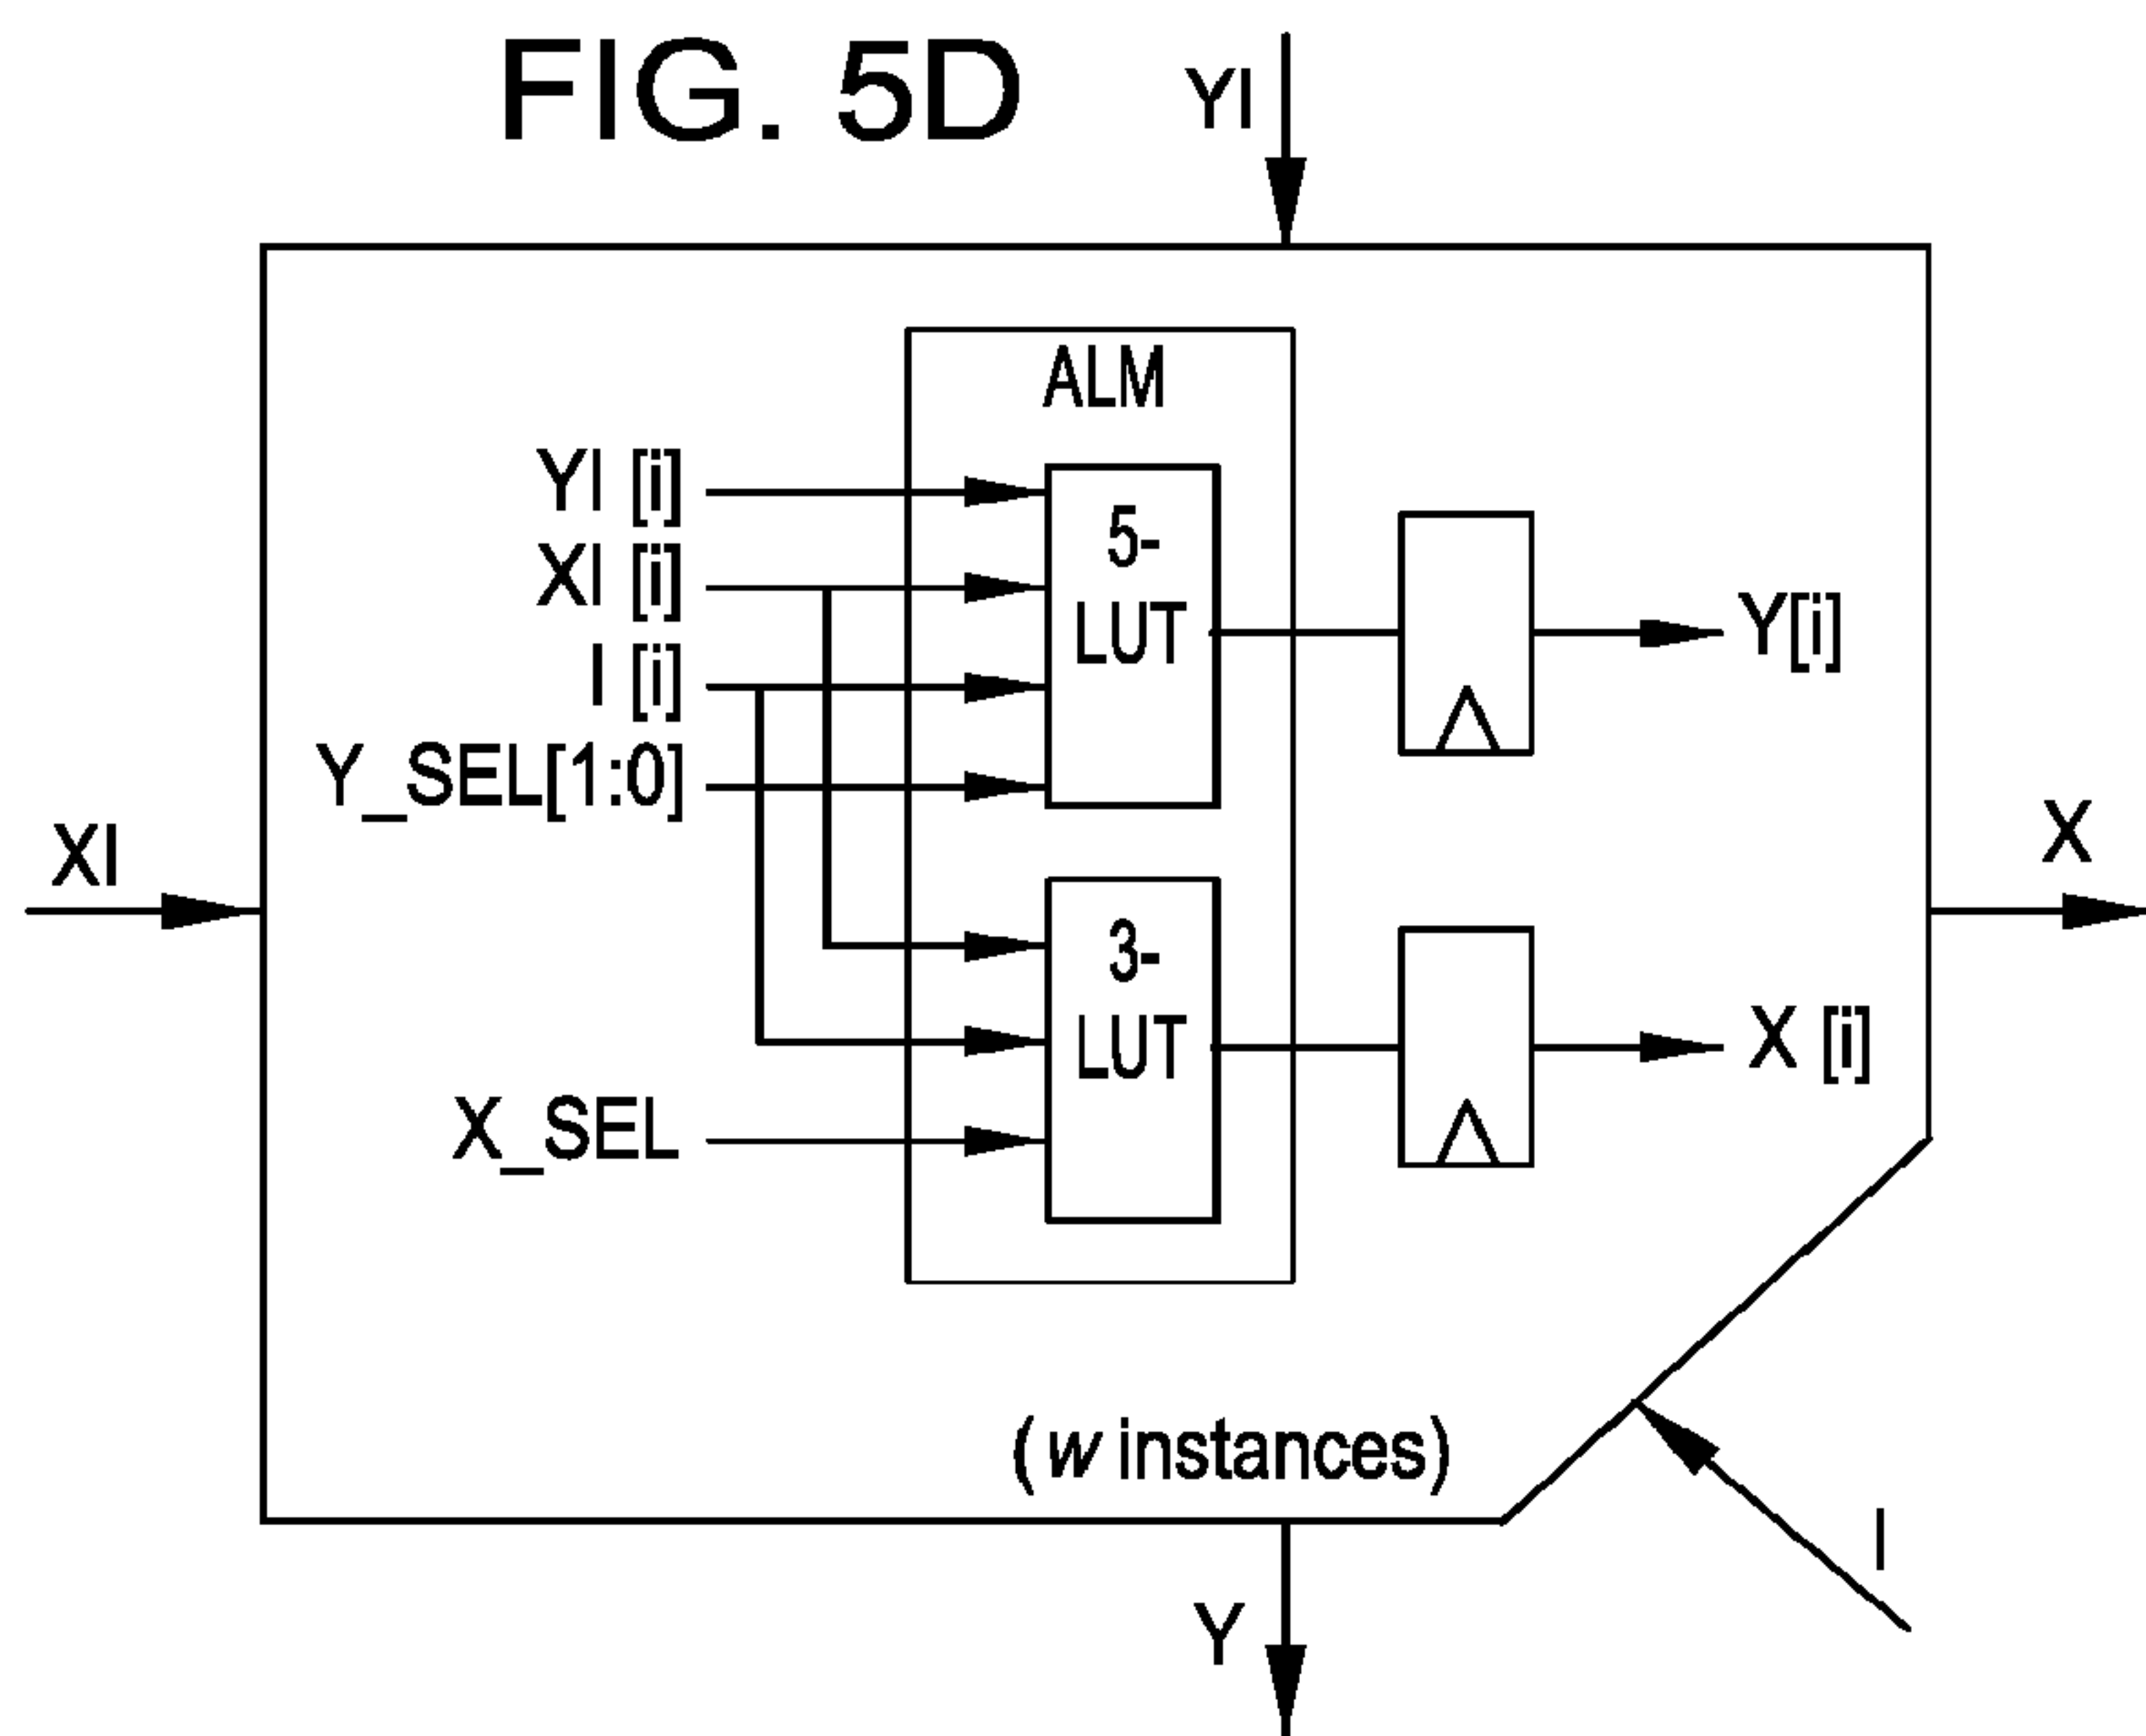 FIG. 5D
YI
ALM
YI [i]
XI [i]
I [i]
Y_SEL[1:0]
5-
LUT
Y[i]
XI
X
3-
LUT
X [i]
X_SEL
(w instances)
I
Y